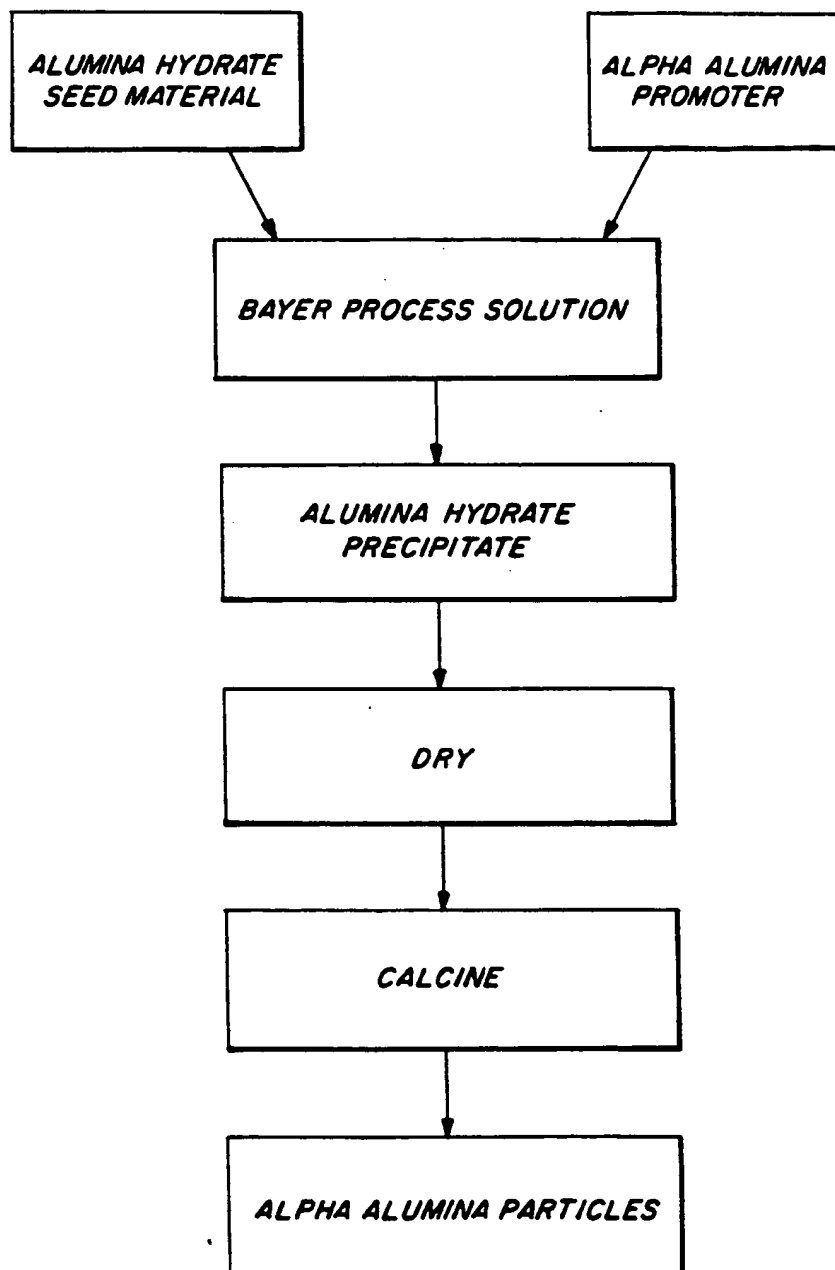 ALUMINA HYDRATE
SEED MATERIAL
ALPHA ALUMINA
PROMOTER
BAYER PROCESS SOLUTION
ALUMINA HYDRATE
PRECIPITATE
DRY
CALCINE
ALPHA ALUMINA PARTICLES